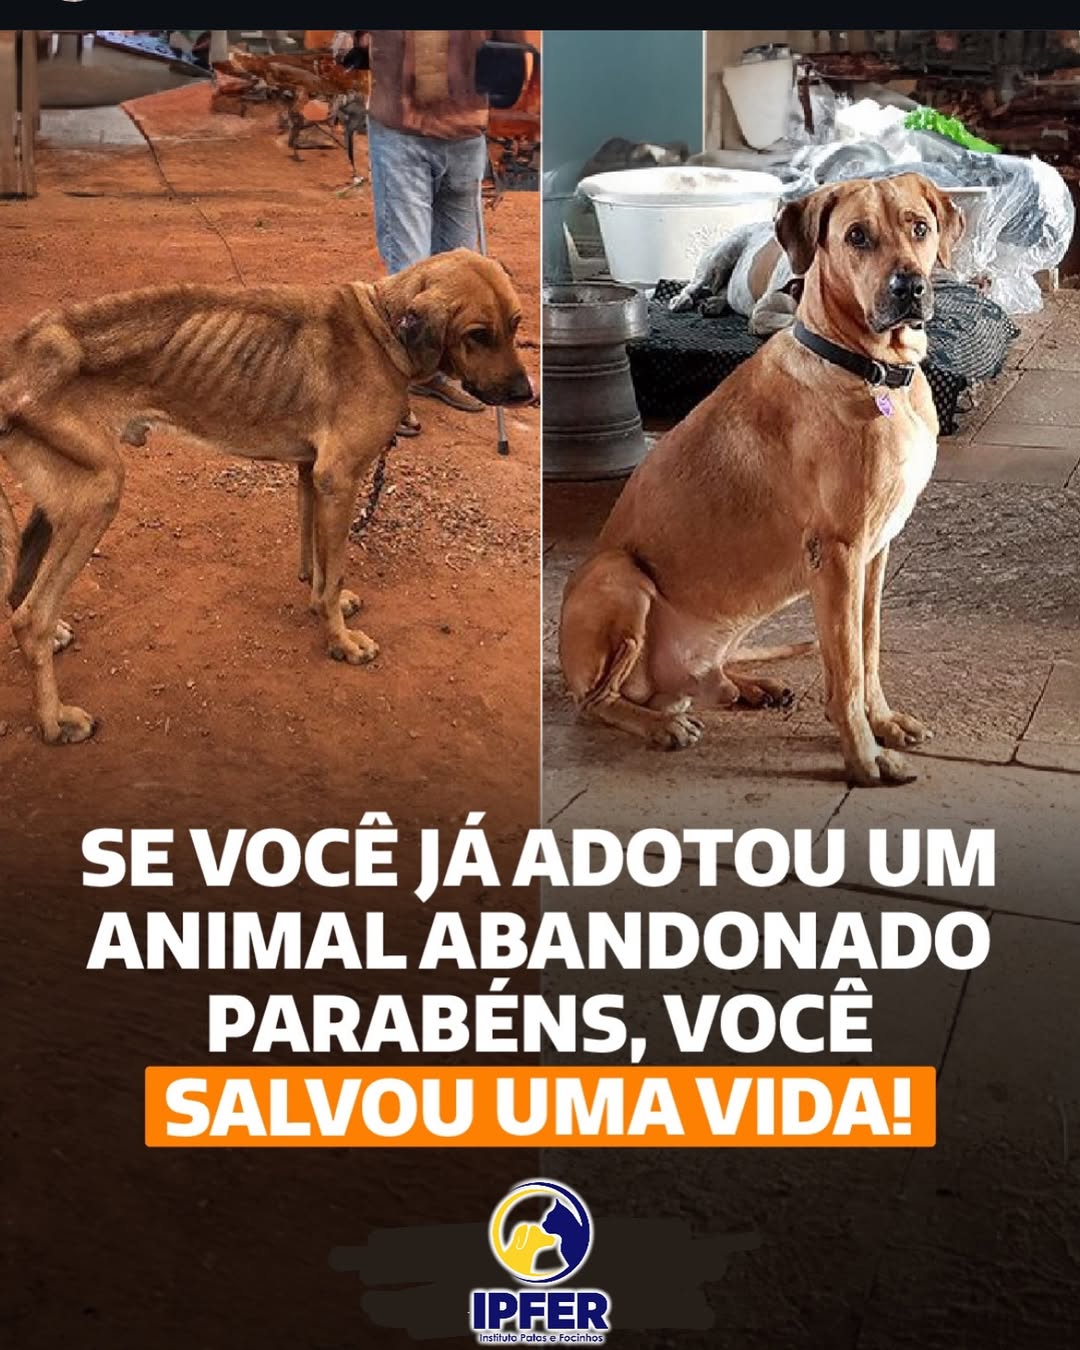 SE VOCÊ JÁ ADOTOU UM
ANIMAL ABANDONADO
PARABÉNS, VOCÊ
SALVOU UMA VIDA!
IPFER
Instituto Patas e Focinhos